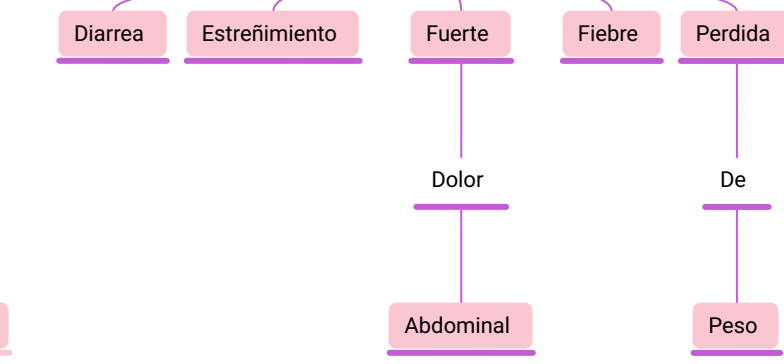 Diarrea
Estreñimiento
Fuerte
Fiebre
Perdida
Dolor
De
Abdominal
Peso